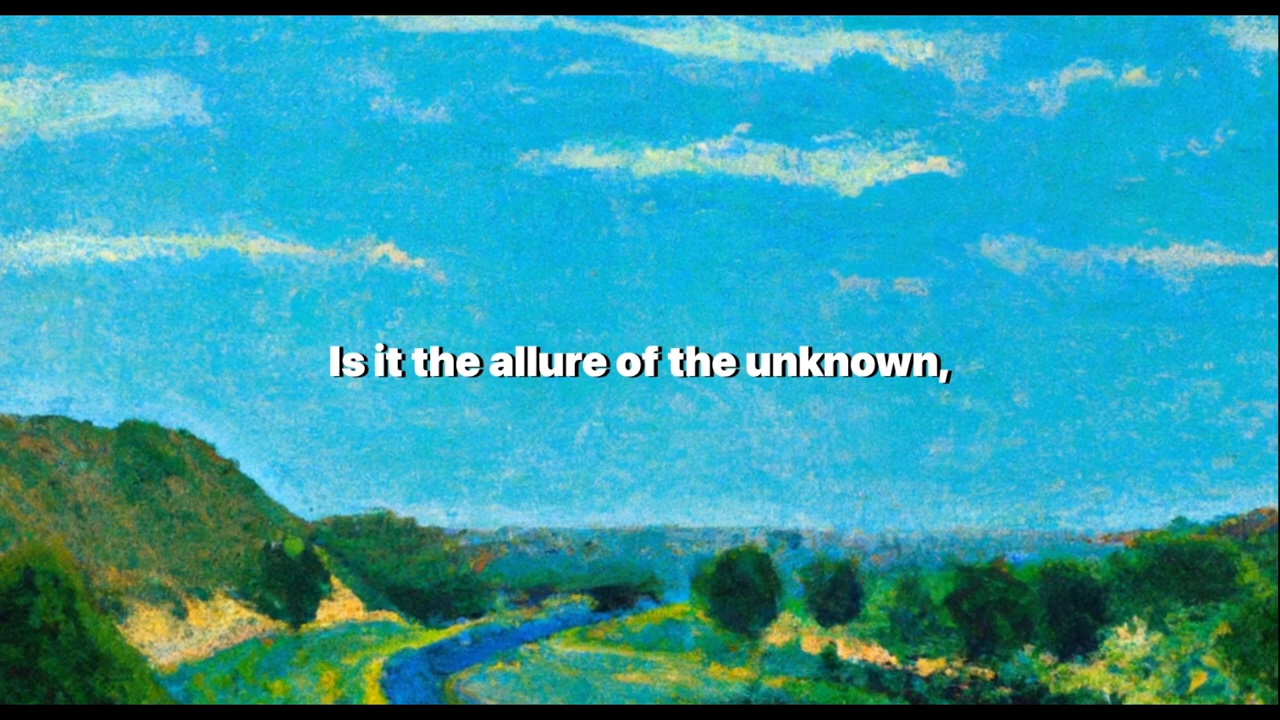 Is it the allure of the unknown,